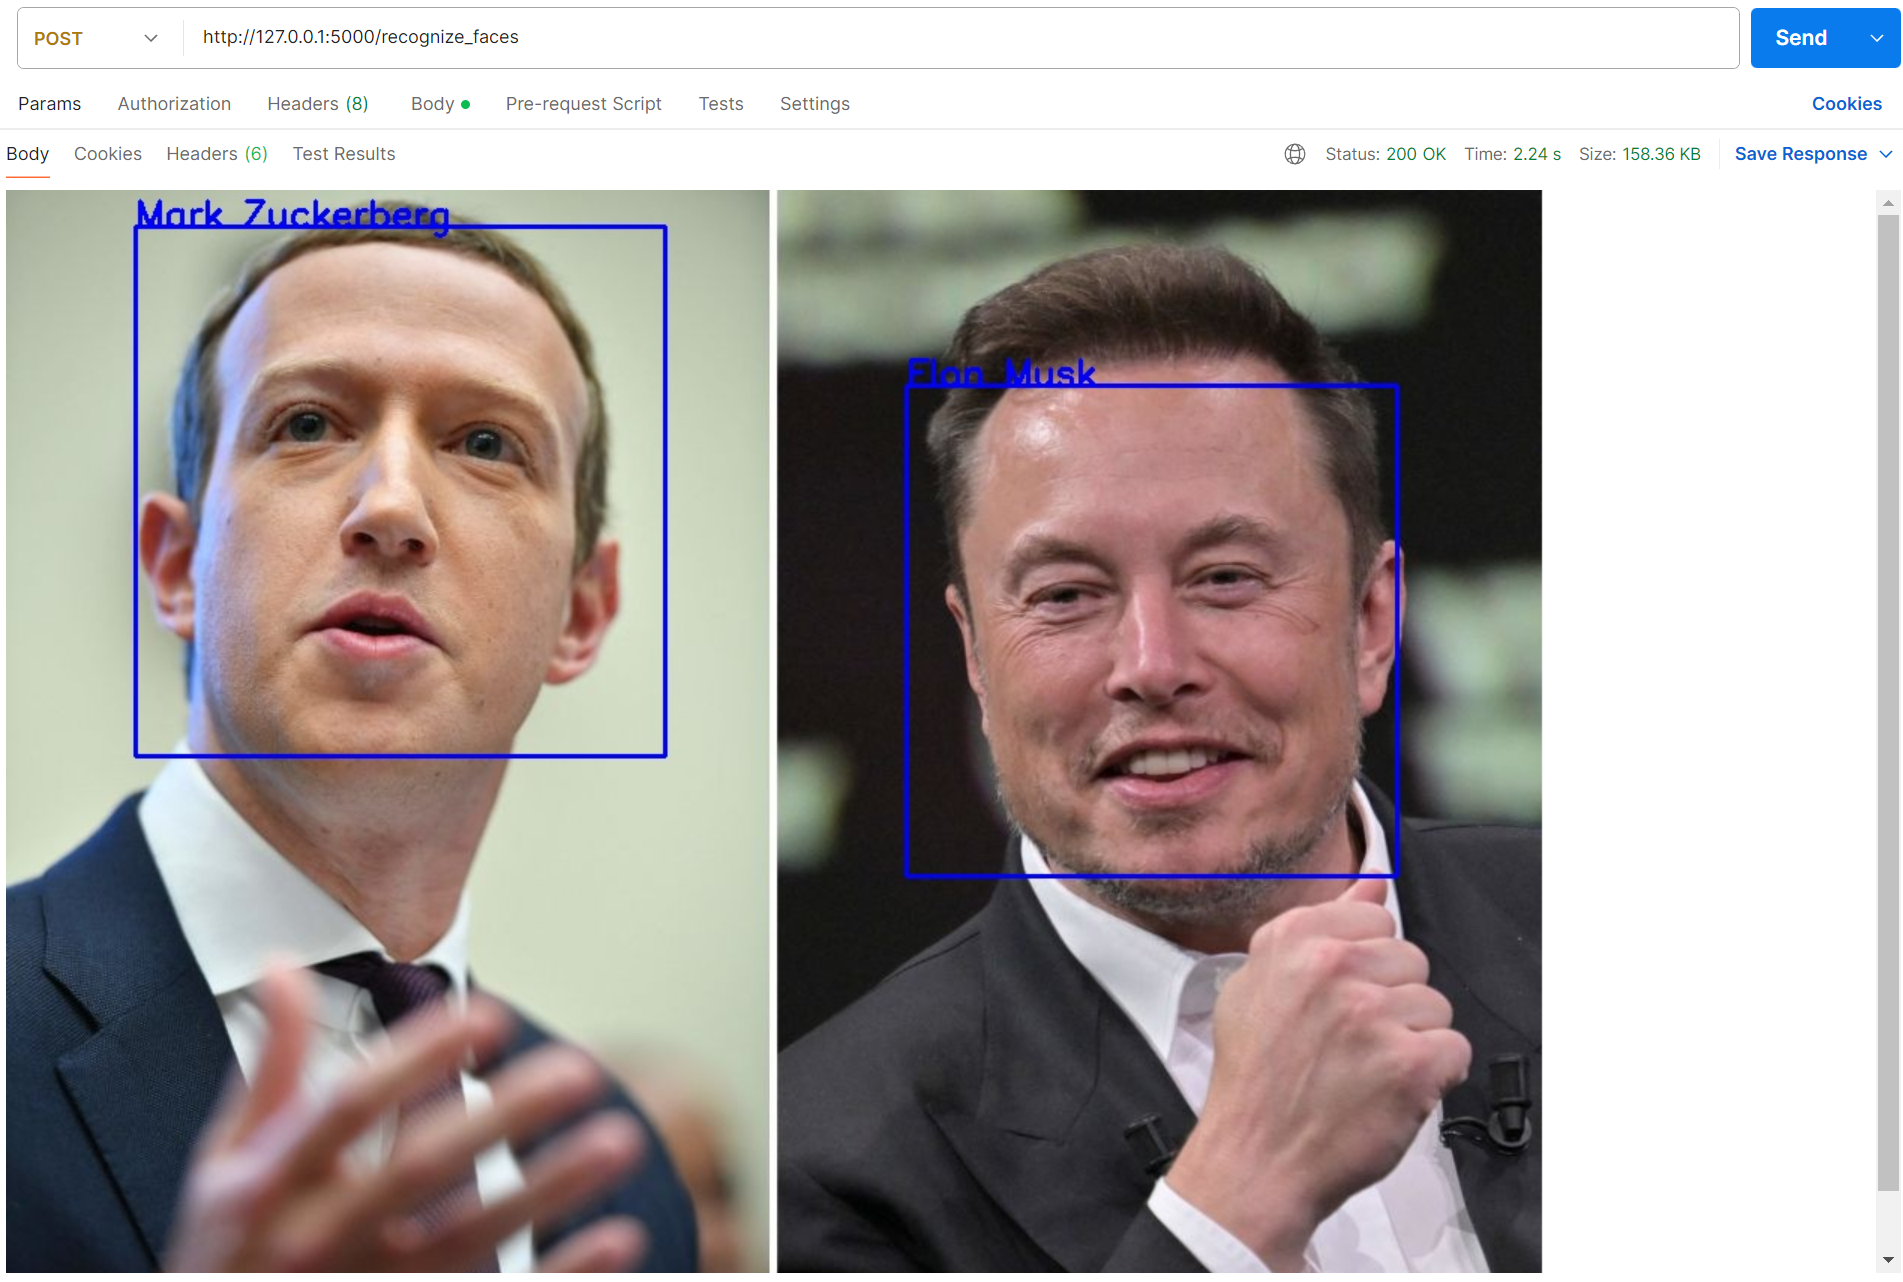 POST http://127.0.0.1:5000/recognize_faces Send
Params Authorization Headers (8) Body Pre-request Script Tests Settings Cookies
Body Cookies Headers (6) Test Results Status: 200 OK Time: 2.24 s Size: 158.36 KB Save Response
Mark Zuckerberg
Elon Musk